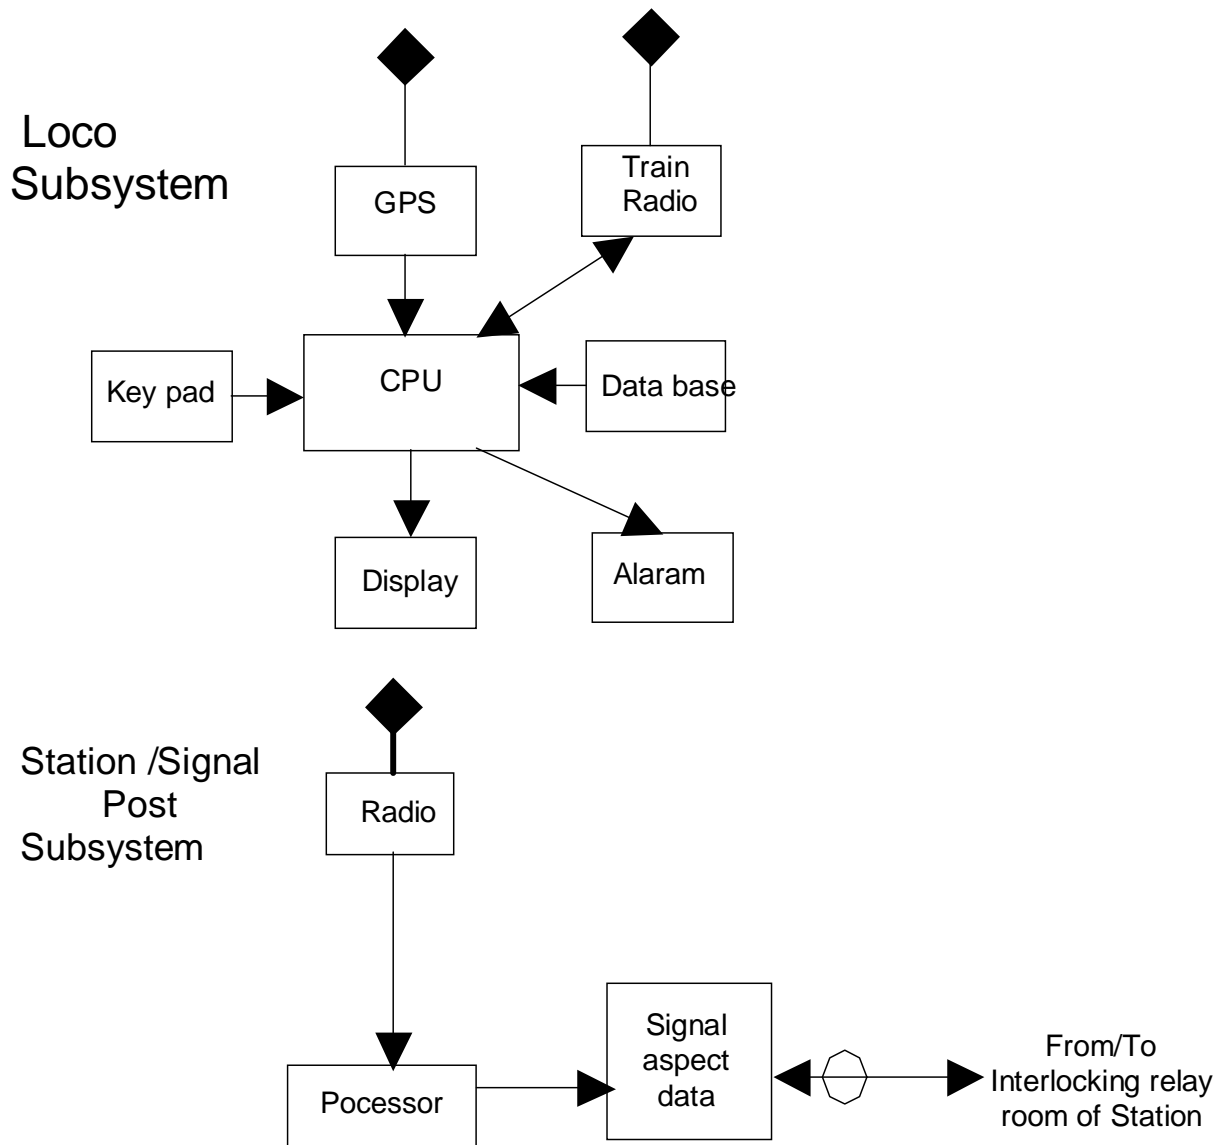 Loco
Subsystem
GPS
Train
Radio
Key pad
CPU
Data base
Display
Alaram
Station /Signal
Post
Subsystem
Radio
Pocessor
Signal
aspect
data
From/To
Interlocking relay
room of Station